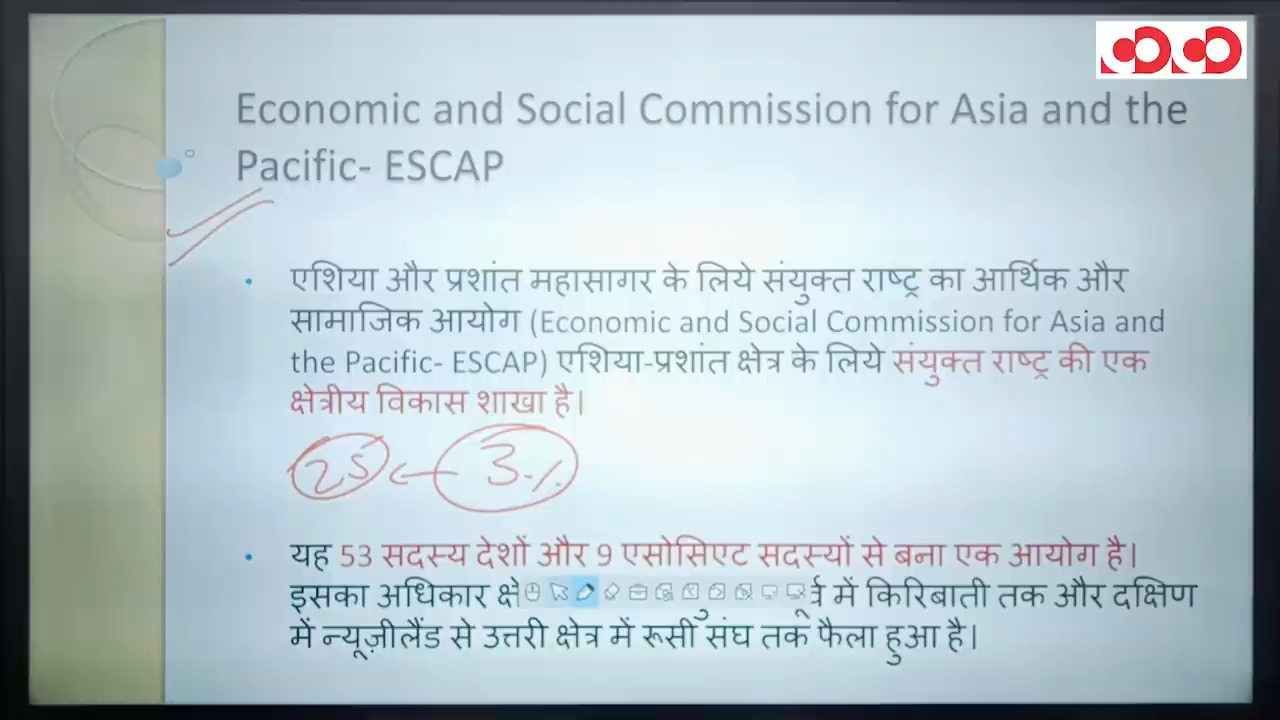 Economic and Social Commission for Asia and the
Pacific- ESCAP
एशिया और प्रशांत महासागर के लिये संयुक्त राष्ट्र का आर्थिक और
सामाजिक आयोग (Economic and Social Commission for Asia and
the Pacific- ESCAP) एशिया-प्रशांत क्षेत्र के लिये संयुक्त राष्ट्र की एक
क्षेत्रीय विकास शाखा है।
25 3%
यह 53 सदस्य देशों और 9 एसोसिएट सदस्यों से बना एक आयोग है।
इसका अधिकार में किरिबाती तक और दक्षिण
में न्यूज़ीलैंड से उत्तरी क्षेत्र में रूसी संघ तक फैला हुआ है।